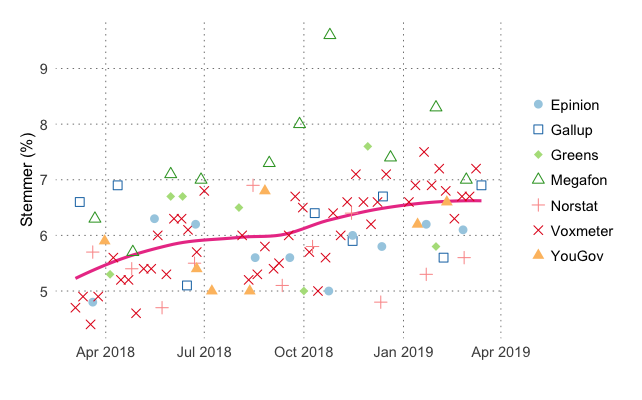 Stemmer (%)
9
8
7
6
5
Apr 2018
Jul 2018
Oct 2018
Jan 2019
Apr 2019
Epinion
Gallup
Greens
Megafon
Norstat
Voxmeter
YouGov